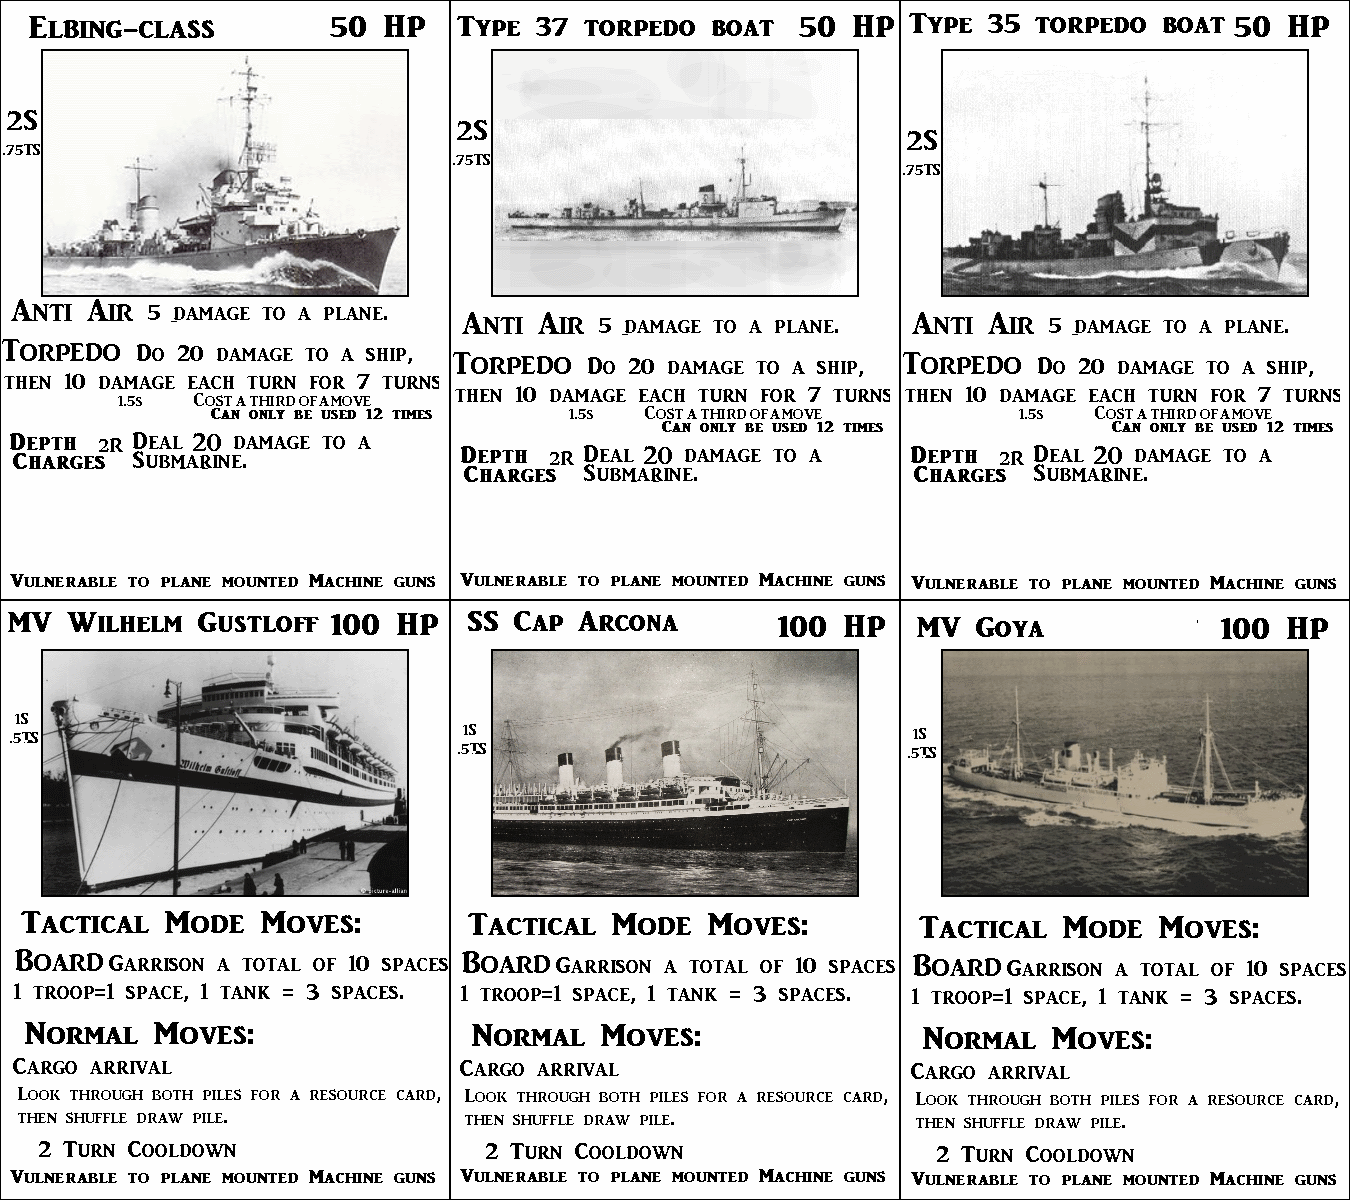 Elbing-class 50 HP
2S
.75TS
Anti Air 5 damage to a plane.
Torpedo Do 20 damage to a ship,
then 10 damage each turn for 7 turns
1.5s Cost a third of a move
Can only be used 12 times
Depth Charges 2R Deal 20 damage to a
Submarine.
Vulnerable to plane mounted Machine guns
Type 37 torpedo boat 50 HP
2S
.75TS
Anti Air 5 damage to a plane.
Torpedo Do 20 damage to a ship,
then 10 damage each turn for 7 turns
1.5s Cost a third of a move
Can only be used 12 times
Depth Charges 2R Deal 20 damage to a
Submarine.
Vulnerable to plane mounted Machine guns
Type 35 torpedo boat 50 HP
2S
.75TS
Anti Air 5 damage to a plane.
Torpedo Do 20 damage to a ship,
then 10 damage each turn for 7 turns
1.5s Cost a third of a move
Can only be used 12 times
Depth Charges 2R Deal 20 damage to a
Submarine.
Vulnerable to plane mounted Machine guns
MV Wilhelm Gustloff 100 HP
1S
.5TS
Wilhelm Gustloff
© picture-allian
Tactical Mode Moves:
Board Garrison a total of 10 spaces
1 troop=1 space, 1 tank = 3 spaces.
Normal Moves:
Cargo arrival
Look through both piles for a resource card,
then shuffle draw pile.
2 Turn Cooldown
Vulnerable to plane mounted Machine guns
SS Cap Arcona 100 HP
1S
.5TS
Tactical Mode Moves:
Board Garrison a total of 10 spaces
1 troop=1 space, 1 tank = 3 spaces.
Normal Moves:
Cargo arrival
Look through both piles for a resource card,
then shuffle draw pile.
2 Turn Cooldown
Vulnerable to plane mounted Machine guns
MV Goya 100 HP
1S
.5TS
Tactical Mode Moves:
Board Garrison a total of 10 spaces
1 troop=1 space, 1 tank = 3 spaces.
Normal Moves:
Cargo arrival
Look through both piles for a resource card,
then shuffle draw pile.
2 Turn Cooldown
Vulnerable to plane mounted Machine guns